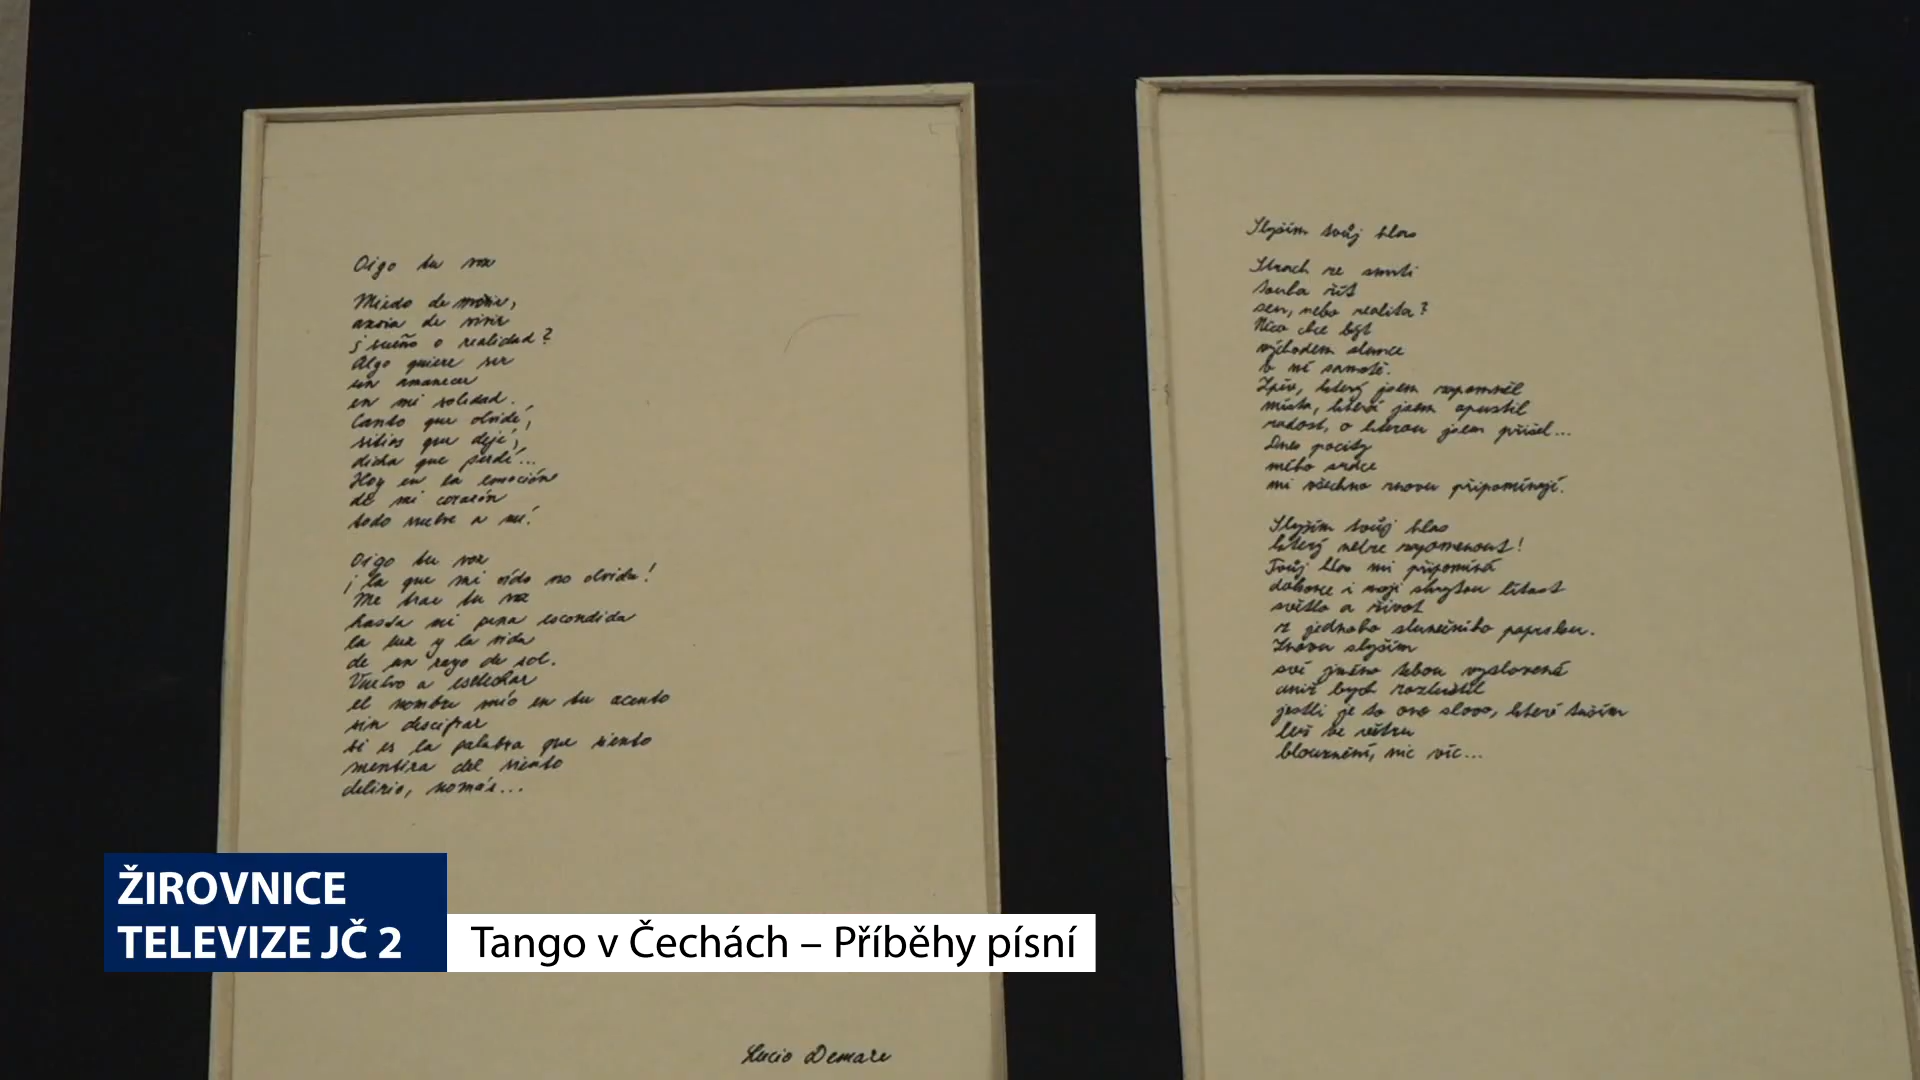 Oigo tu voz
Miedo de morir,
ansia de vivir
¿sueño o realidad?
Algo quiere ser
un amanecer
en mi soledad.
Canto que olvidé,
sitios que dejé,
dicha que perdí...
Hoy en la emoción
de mi corazón
todo vuelve a mí.
Oigo tu voz
¡la que mi oído no olvida!
Me trae tu voz
hasta mi pena escondida
la luz y la vida
de un rayo de sol.
Vuelvo a escuchar
el nombre mío en tu acento
sin descifrar
si es la palabra que siento
mentira del viento
delirio, nomás...
Lucio Demare
Slyším tvůj hlas
Strach ze smrti
touha žít
sen, nebo realita?
Něco chce být
východem slunce
v mé samotě.
Zpěv, který jsem zapomněl
místa, která jsem opustil
radost, o kterou jsem přišel...
Dnes pocity
mého srdce
mi všechno znovu připomínají.
Slyším tvůj hlas
který nelze zapomenout!
Tvůj hlas mi připomíná
dokonce i moji skrytou lítost
světlo a život
z jednoho slunečního paprsku.
Znovu slyším
své jméno tebou vyslovené
aniž bych rozluštil
jestli je to ono slovo, které tuším
lež ve větru
blouznění, nic víc...
ŽIROVNICE
TELEVIZE JČ 2
Tango v Čechách – Příběhy písní